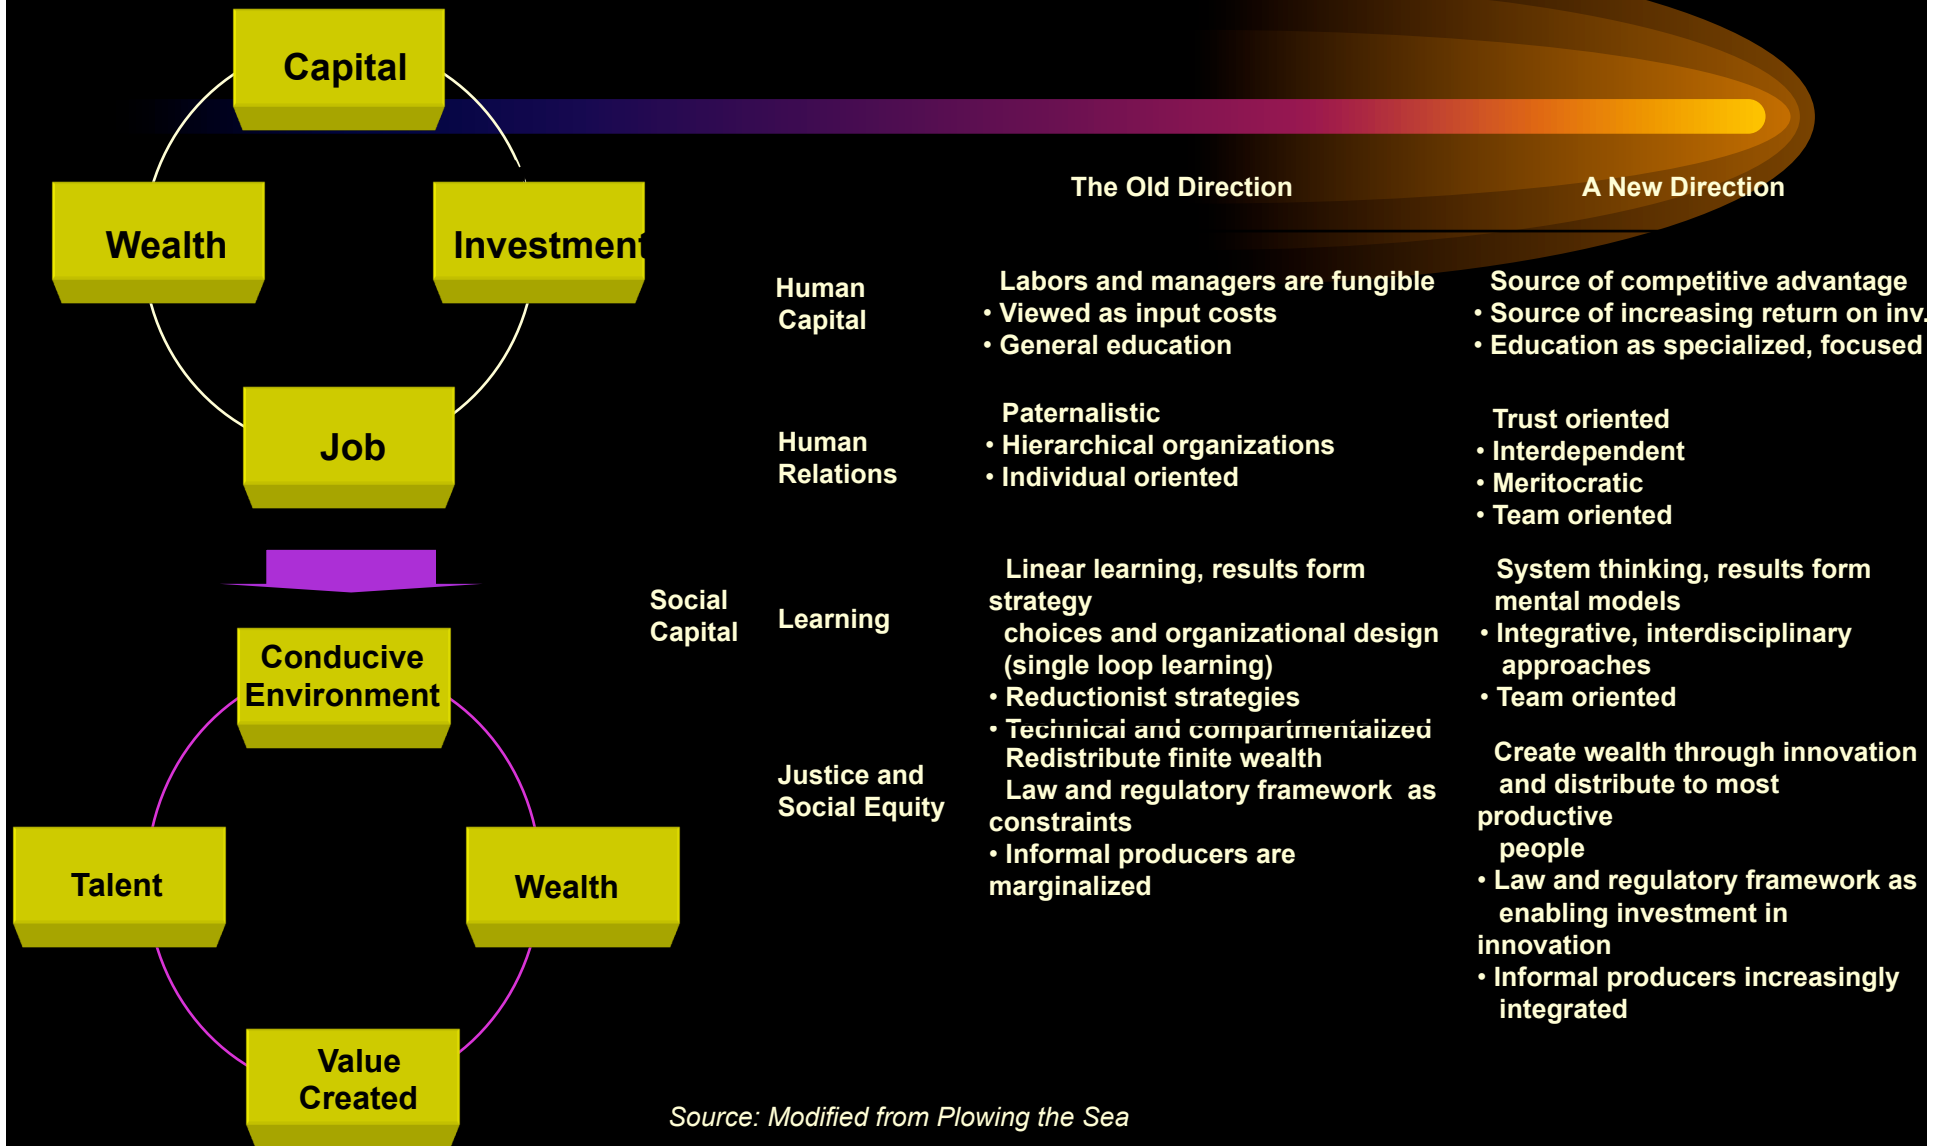 Capital
Wealth
Investment
Job
Conducive
Environment
Talent
Wealth
Value
Created
The Old Direction
A New Direction
Human
Capital
Labors and managers are fungible
• Viewed as input costs
• General education
Source of competitive advantage
• Source of increasing return on inv.
• Education as specialized, focused
Human
Relations
Paternalistic
• Hierarchical organizations
• Individual oriented
Trust oriented
• Interdependent
• Meritocratic
• Team oriented
Social
Capital
Learning
Linear learning, results form
strategy
choices and organizational design
(single loop learning)
• Reductionist strategies
• Technical and compartmentalized
System thinking, results form
mental models
• Integrative, interdisciplinary
approaches
• Team oriented
Justice and
Social Equity
Redistribute finite wealth
Law and regulatory framework as
constraints
• Informal producers are
marginalized
Create wealth through innovation
and distribute to most
productive
people
• Law and regulatory framework as
enabling investment in
innovation
• Informal producers increasingly
integrated
Source: Modified from Plowing the Sea